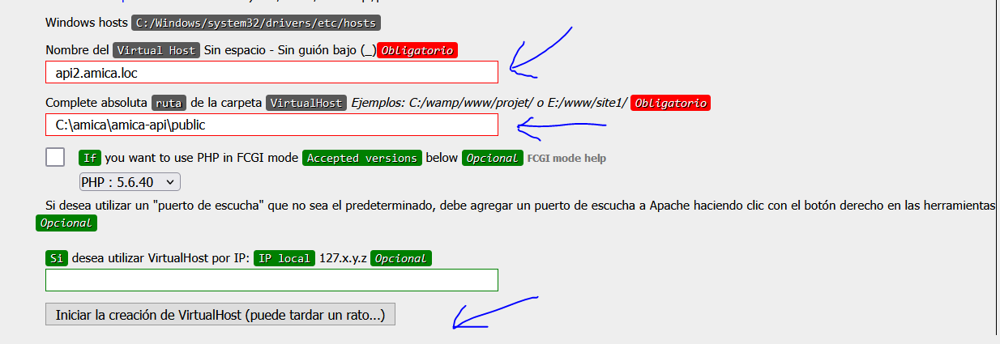 Windows hosts C:/Windows/system32/drivers/etc/hosts
Nombre del Virtual Host Sin espacio - Sin guión bajo (_) Obligatorio
api2.amica.loc
Complete absoluta ruta de la carpeta VirtualHost Ejemplos: C:/wamp/www/projet/ o E:/www/site1/ Obligatorio
C:\amica\amica-api\public
If you want to use PHP in FCGI mode Accepted versions below Opcional FCGI mode help
PHP : 5.6.40
Si desea utilizar un "puerto de escucha" que no sea el predeterminado, debe agregar un puerto de escucha a Apache haciendo clic con el botón derecho en las herramientas
Opcional
Si desea utilizar VirtualHost por IP: IP local 127.x.y.z Opcional
Iniciar la creación de VirtualHost (puede tardar un rato...)